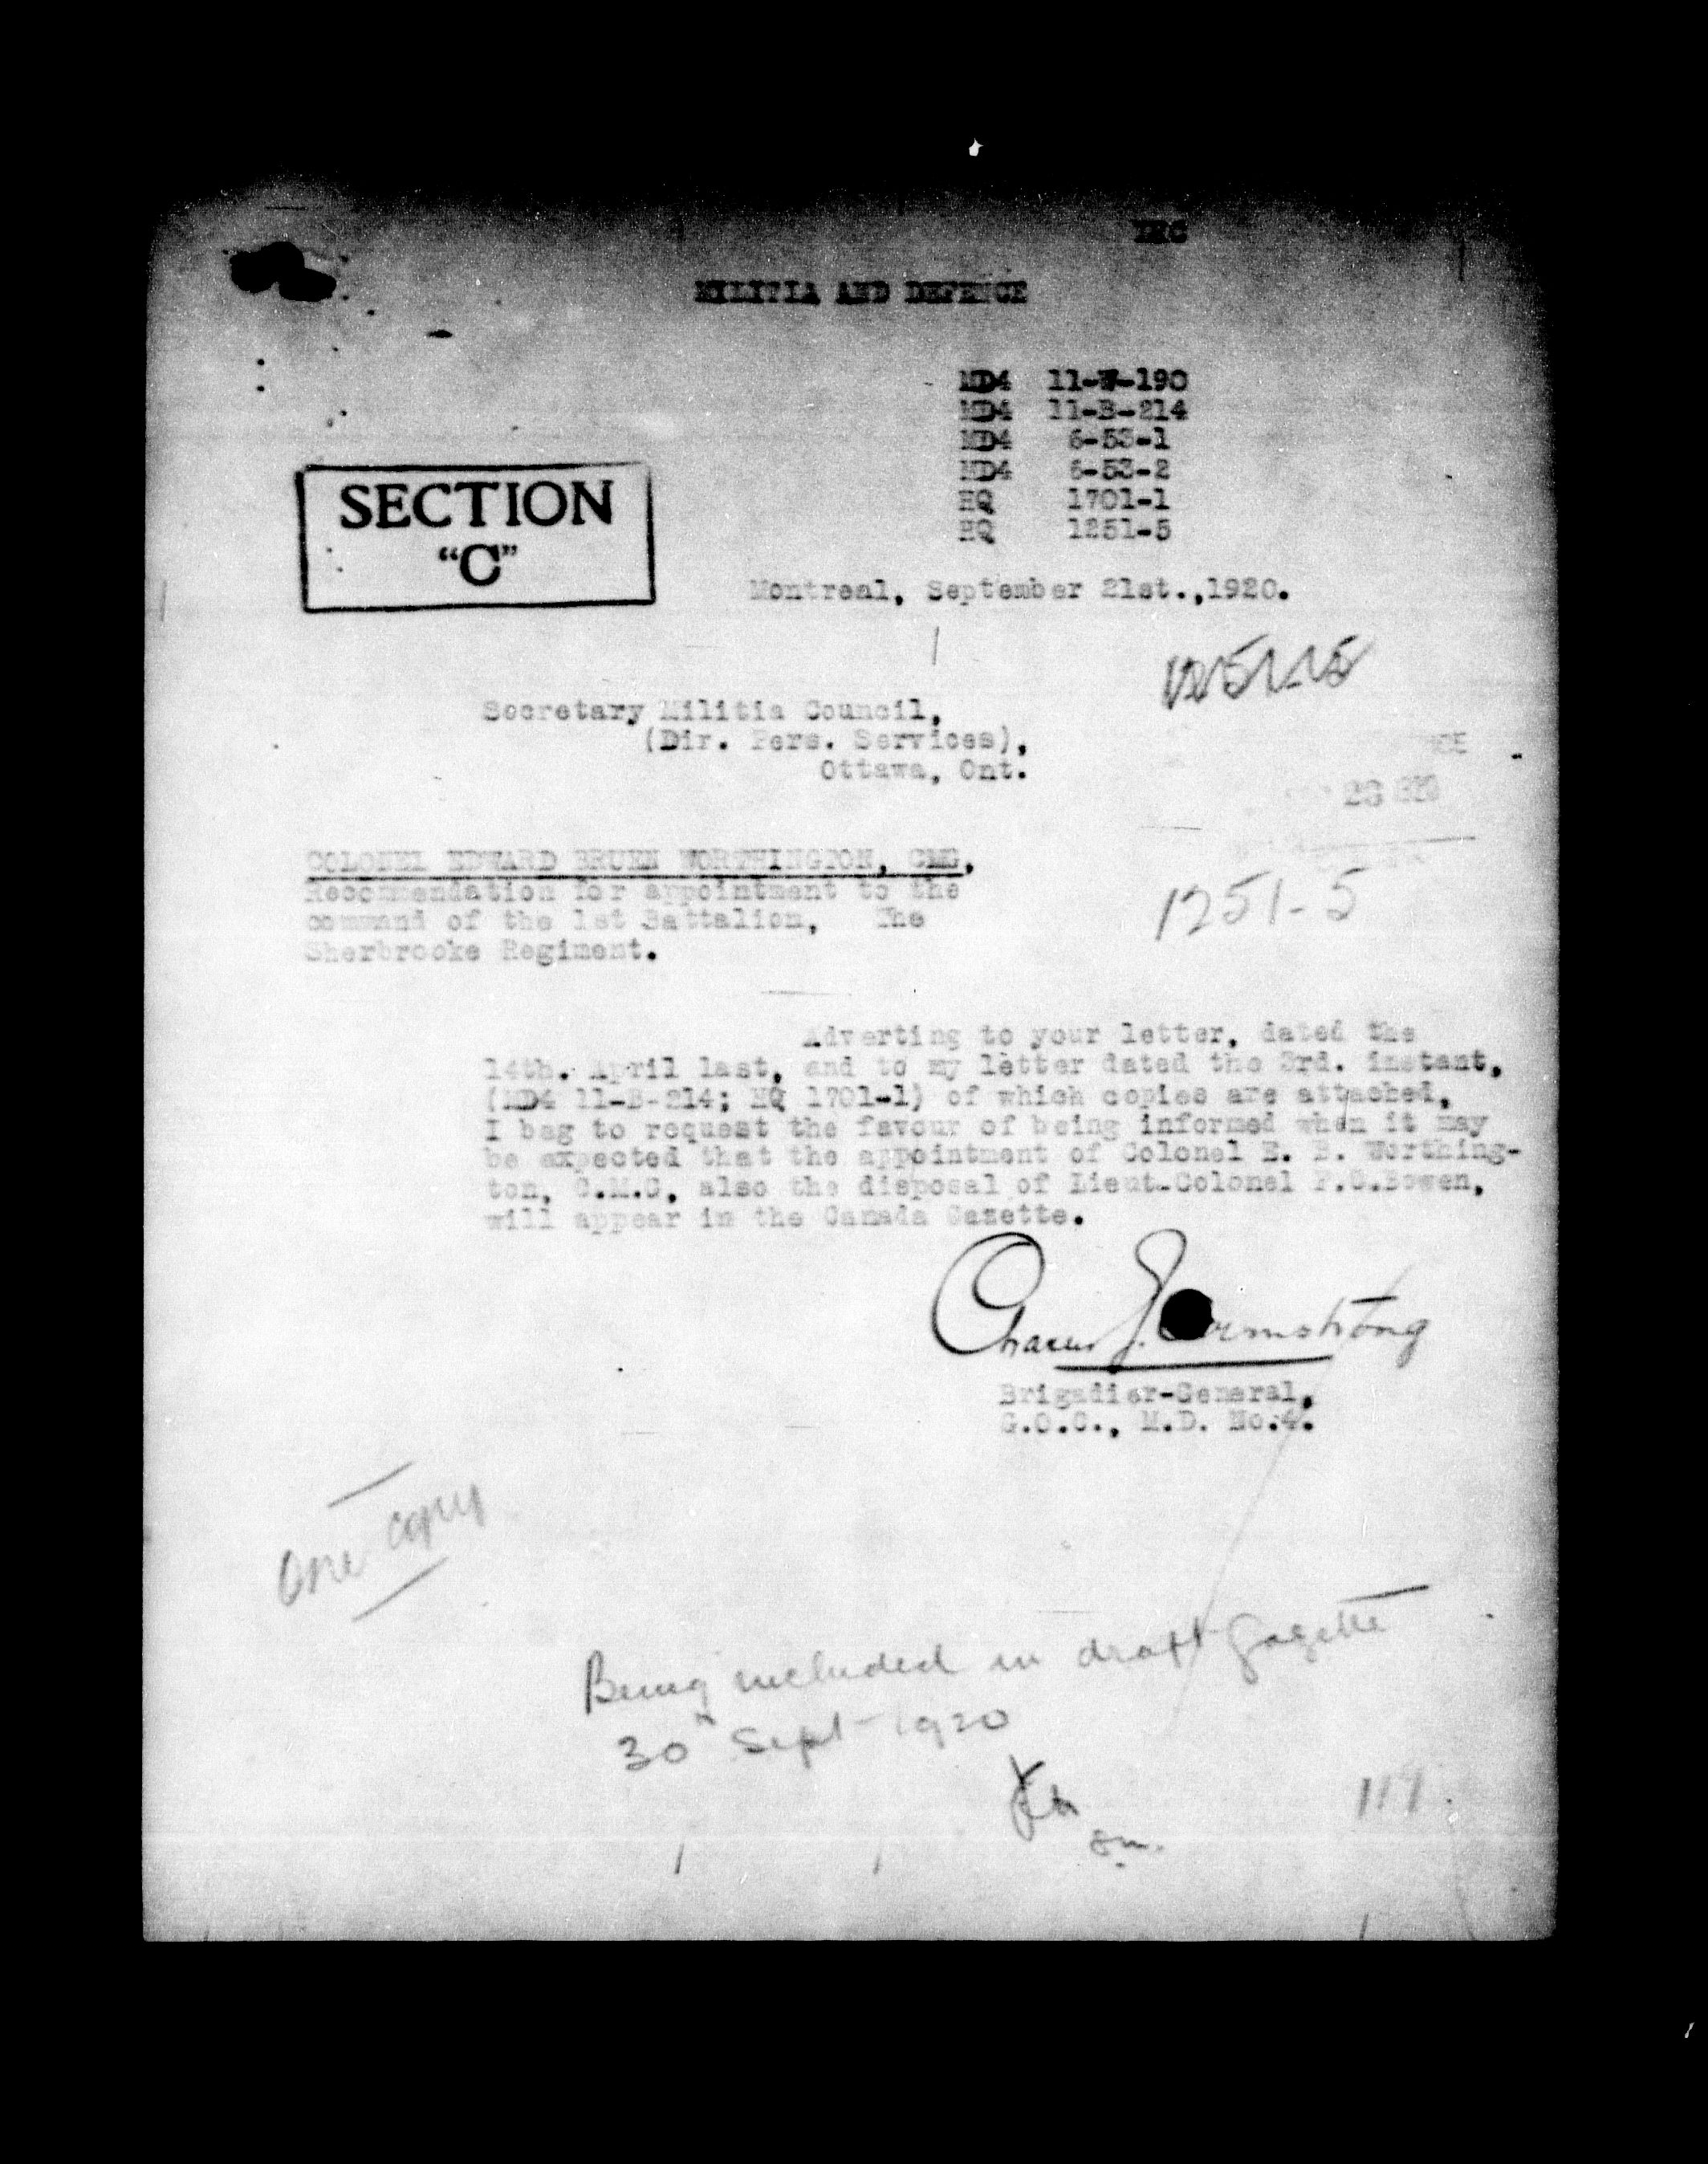 MILITIA AND DEFENCE
MD4 11-W-190
MD4 11-B-214
MD4 6-53-1
MD4 6-53-2
HQ 1701-1
HQ 1251-5
SECTION
"C"
Montreal, September 21st.,1920.
Secretary Militia Council,
(Dir. Pers. Services),
Ottawa, Ont.
COLONEL EDWARD BRUEN WORTHINGTON, CMG,
Recommendation for appointment to the
command of the 1st Battalion, The
Sherbrooke Regiment.
1251-5
Adverting to your letter, dated the
14th. April last, and to my letter dated the 3rd. instant,
(MD4 11-B-214; HQ 1701-1) of which copies are attached,
I beg to request the favour of being informed when it may
be expected that the appointment of Colonel E. B. Worthing-
ton, C.M.G, also the disposal of Lieut-Colonel F.O.Bowen,
will appear in the Canada Gazette.
Charles J. Armstrong
Brigadier-General,
G.O.C., M.D. No.4.
One copy
Being included in draft Gazette
30 Sept 1920